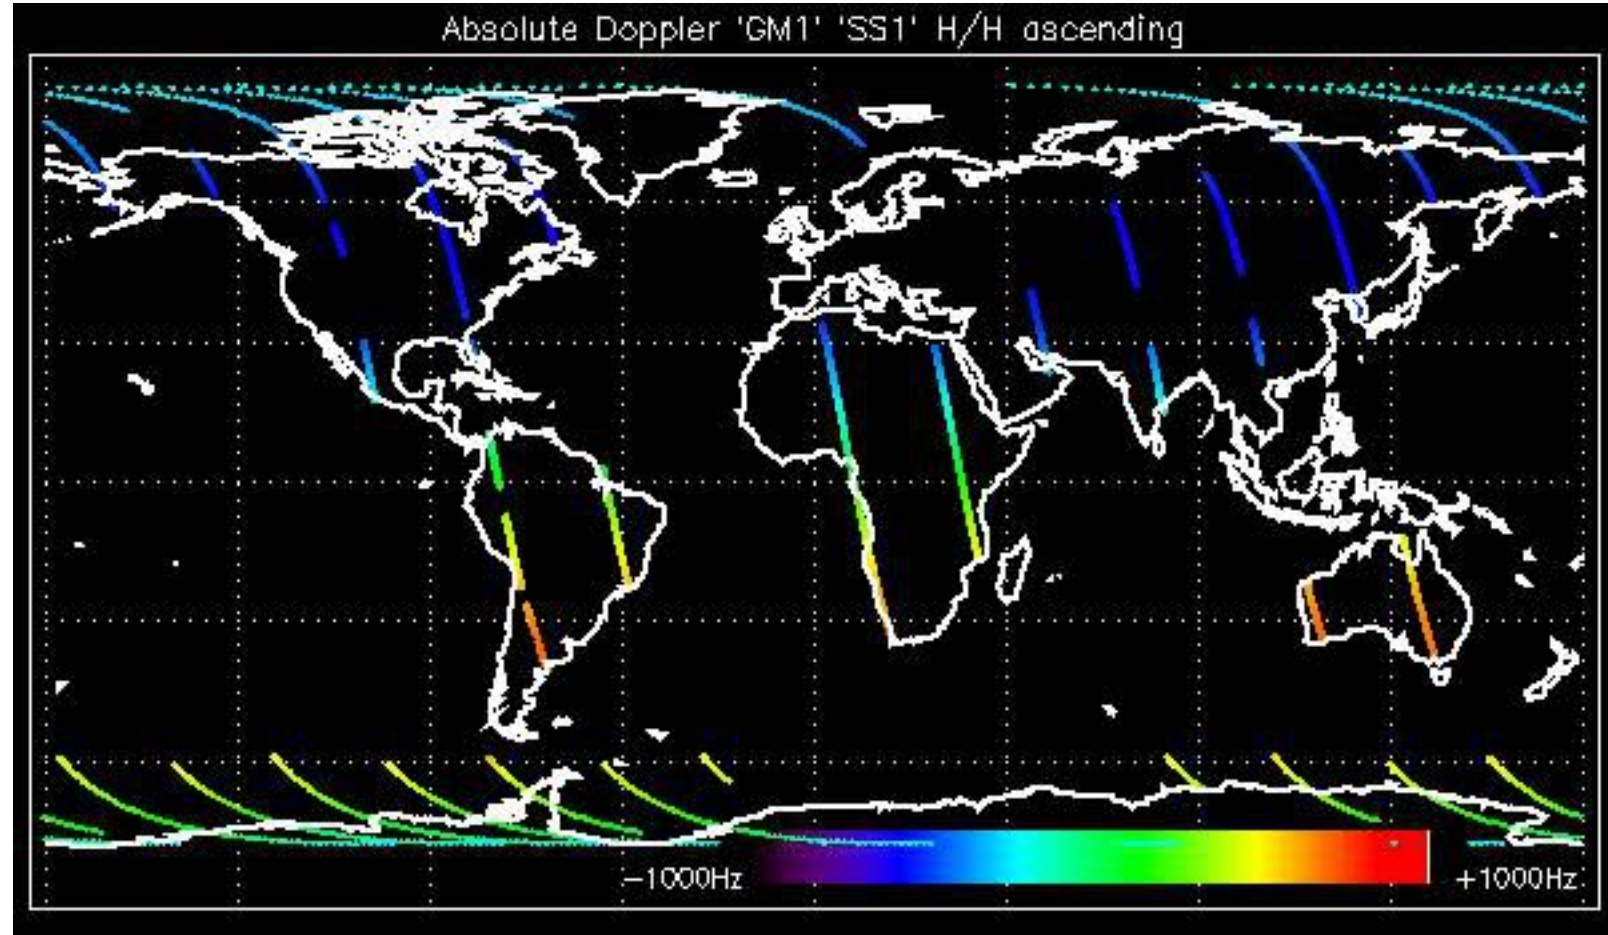 Absolute Doppler 'GM1' 'SS1' H/H ascending
−1000Hz
+1000Hz